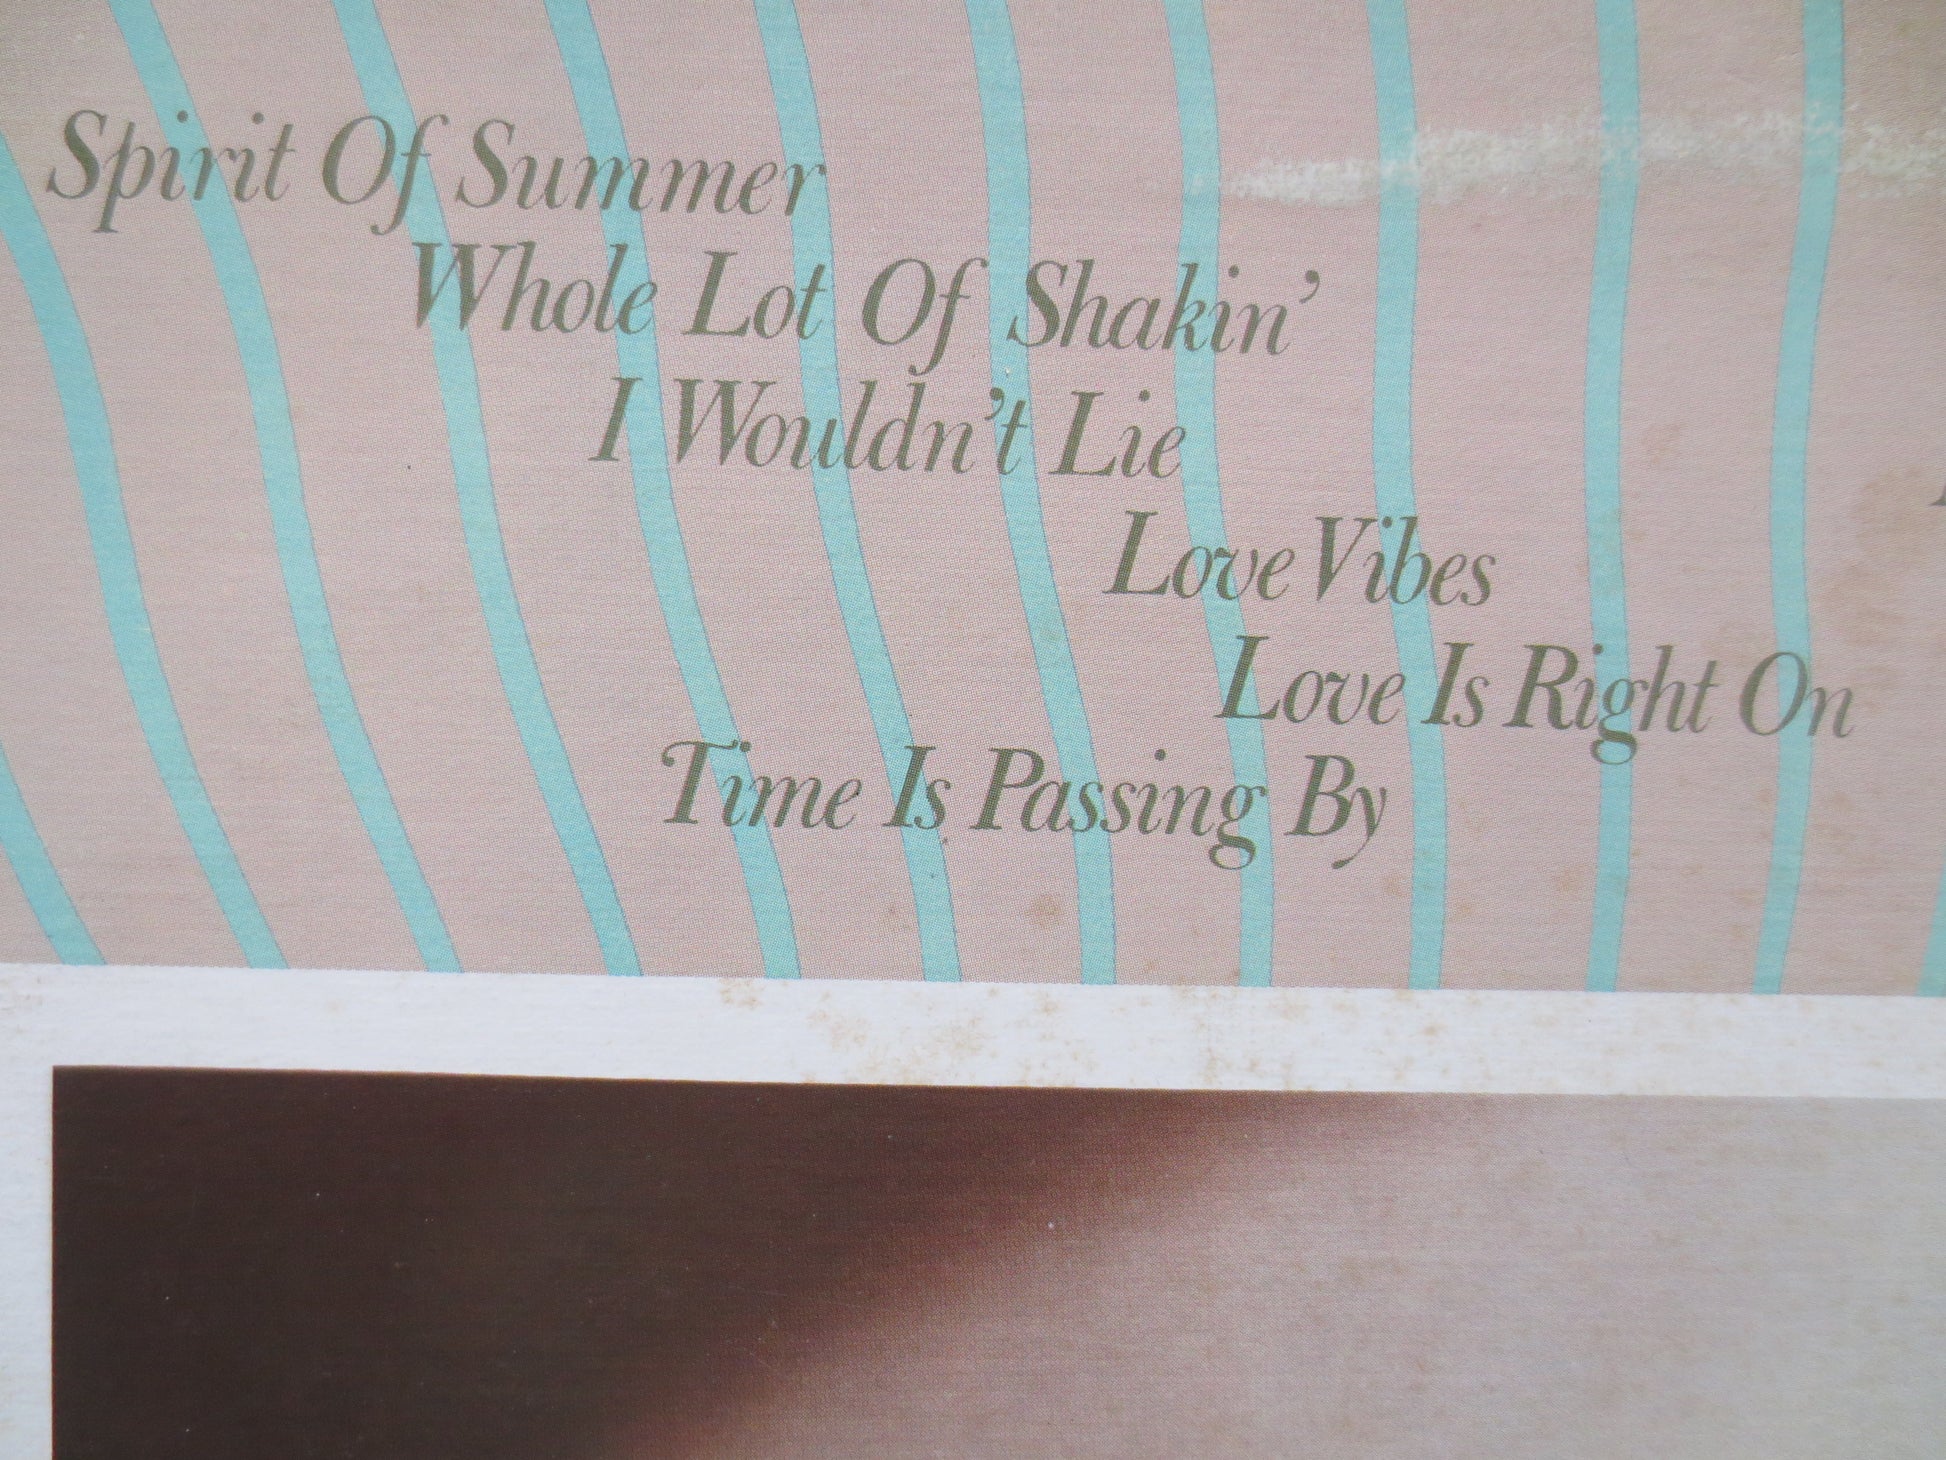 Spirit Of Summer
Whole Lot Of Shakin’
I Wouldn’t Lie
Love Vibes
Love Is Right On
Time Is Passing By